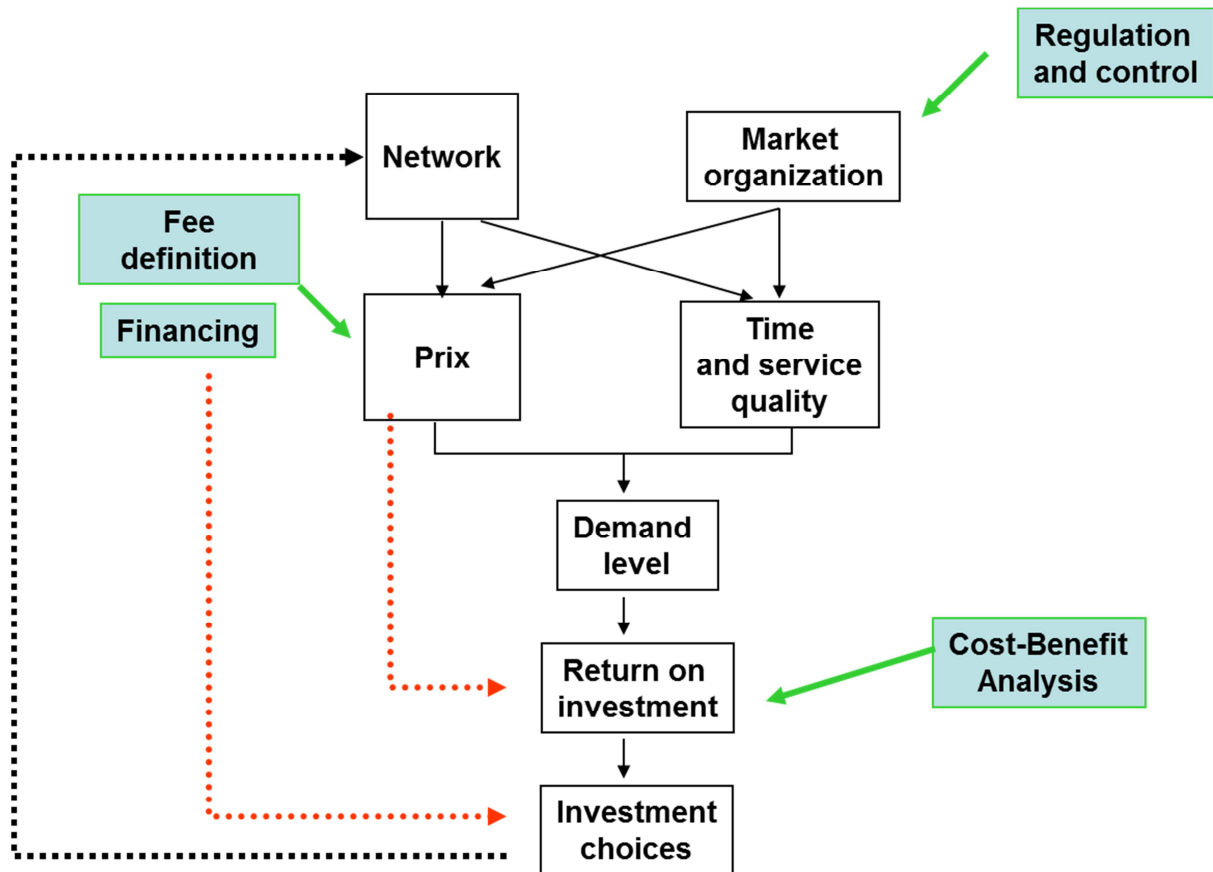 Regulation
and control
Network
Market
organization
Fee
definition
Financing
Prix
Time
and service
quality
Demand
level
Return on
investment
Cost-Benefit
Analysis
Investment
choices